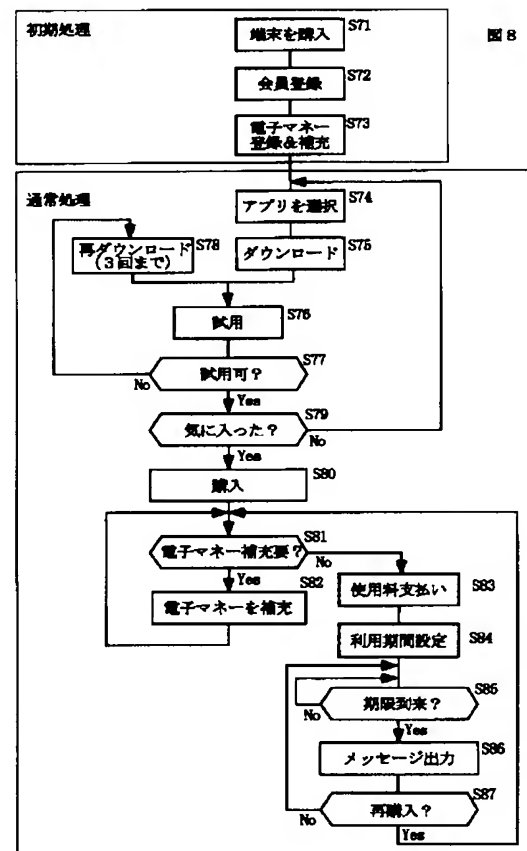 初期処理
図8
端末を購入 S71
会員登録 S72
電子マネー
登録&補充 S73
通常処理
アプリを選択 S74
再ダウンロード
(3回まで) S78
ダウンロード S75
試用 S76
試用可? S77
No
Yes
気に入った? S79
No
Yes
購入 S80
電子マネー補充要? S81
No
Yes
電子マネーを補充 S82
使用料支払い S83
利用期間設定 S84
期限到来? S85
No
Yes
メッセージ出力 S86
再購入? S87
No
Yes